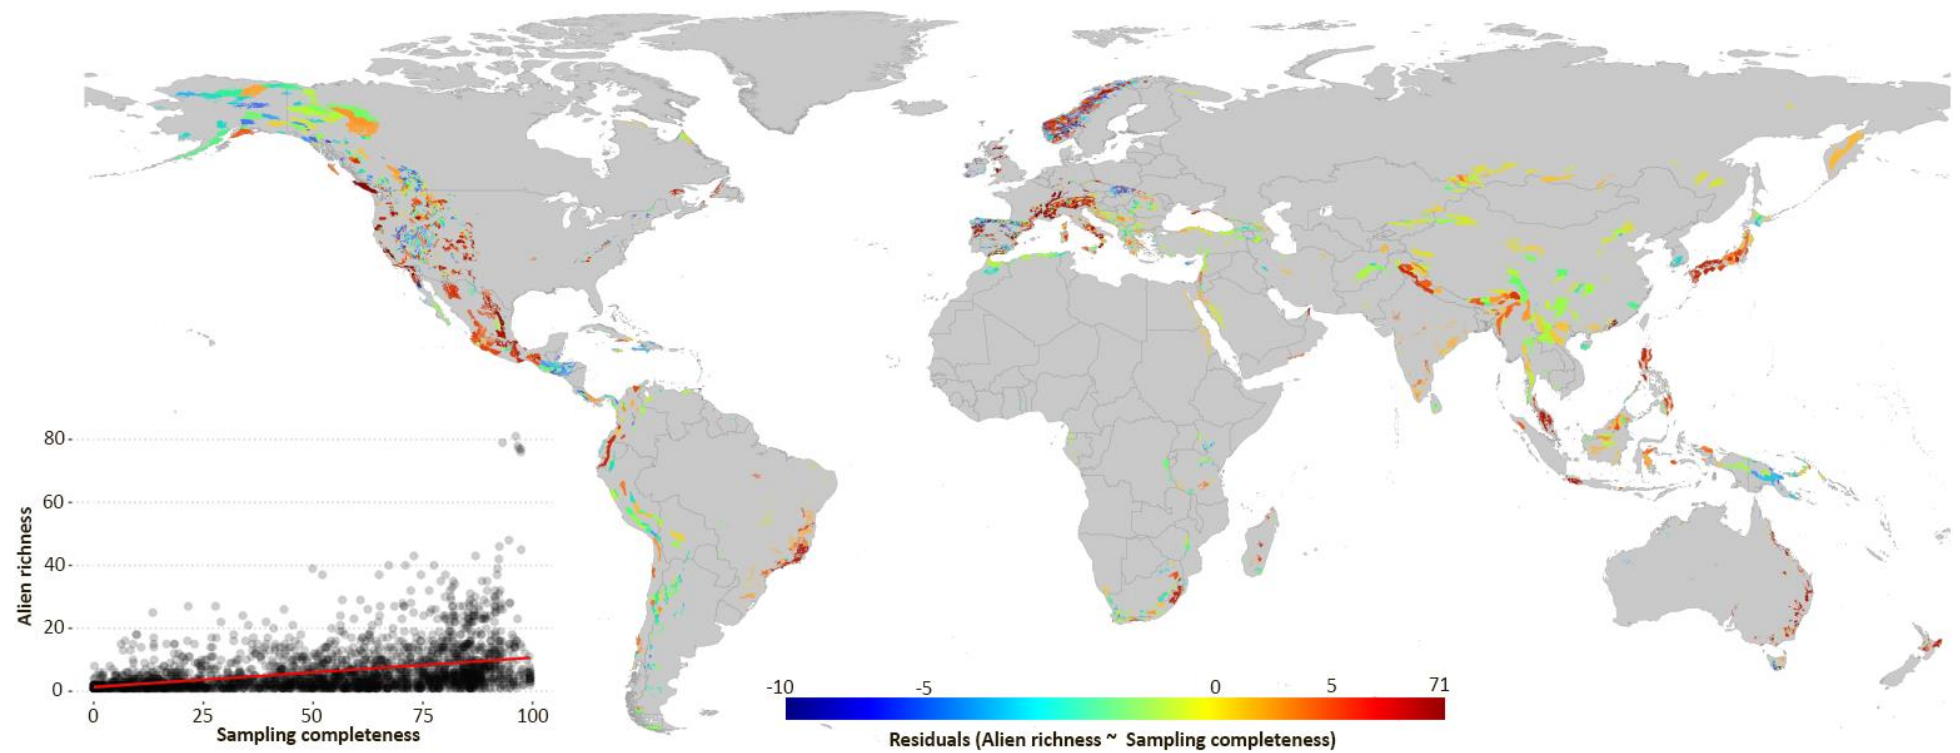 80
60
40
20
0
Alien richness
0 25 50 75 100
Sampling completeness
-10 -5 0 5 71
Residuals (Alien richness ~ Sampling completeness)